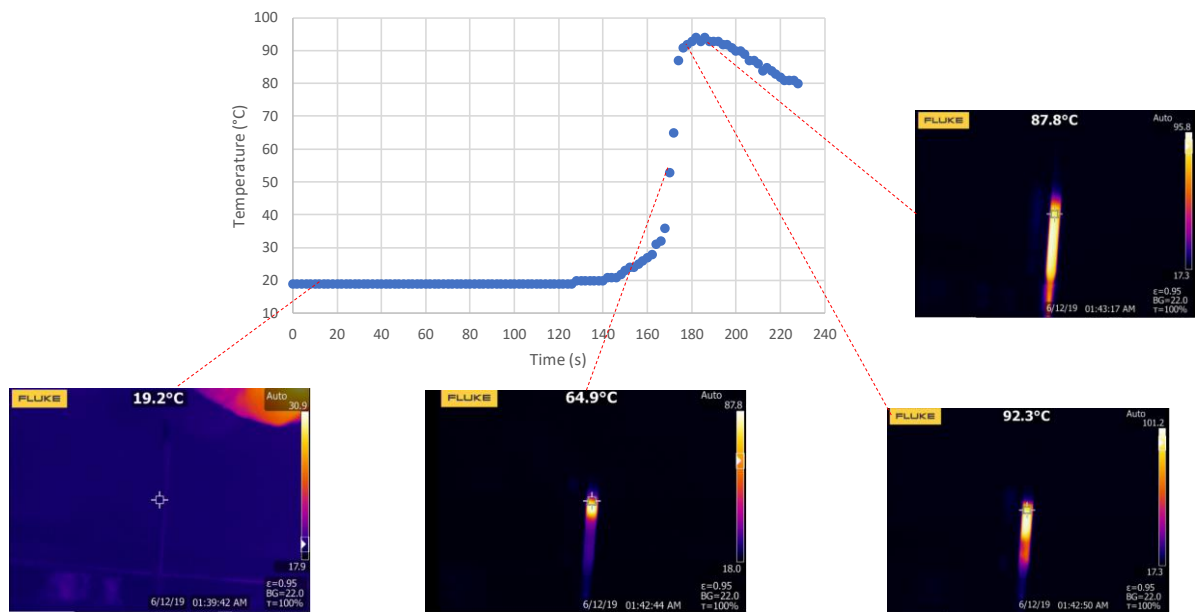 100
90
80
70
60
50
40
30
20
10
Temperature (°C)
0 20 40 60 80 100 120 140 160 180 200 220 240
Time (s)
FLUKE
87.8°C
Auto
95.8
17.3
ε=0.95
BG=22.0
6/12/19 01:43:17 AM τ=100%
FLUKE
19.2°C
Auto
30.9
17.9
ε=0.95
BG=22.0
6/12/19 01:39:42 AM τ=100%
FLUKE
64.9°C
Auto
87.8
18.0
ε=0.95
BG=22.0
6/12/19 01:42:44 AM τ=100%
FLUKE
92.3°C
Auto
101.2
17.3
ε=0.95
BG=22.0
6/12/19 01:42:50 AM τ=100%